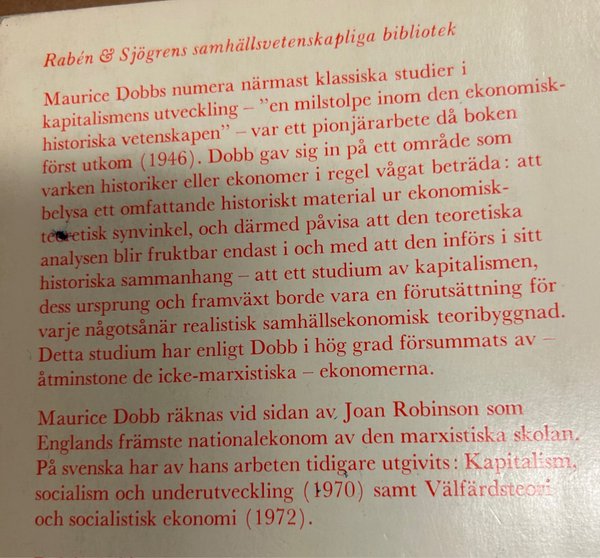 Rabén & Sjögrens samhällsvetenskapliga bibliotek
Maurice Dobbs numera närmast klassiska studier i
kapitalismens utveckling – ”en milstolpe inom den ekonomisk-
historiska vetenskapen” – var ett pionjärarbete då boken
först utkom (1946). Dobb gav sig in på ett område som
varken historiker eller ekonomer i regel vågat beträda: att
belysa ett omfattande historiskt material ur ekonomisk-
teoretisk synvinkel, och därmed påvisa att den teoretiska
analysen blir fruktbar endast i och med att den införs i sitt
historiska sammanhang – att ett studium av kapitalismen,
dess ursprung och framväxt borde vara en förutsättning för
varje någotsånär realistisk samhällsekonomisk teoribyggnad.
Detta studium har enligt Dobb i hög grad försummats av –
åtminstone de icke-marxistiska – ekonomerna.
Maurice Dobb räknas vid sidan av Joan Robinson som
Englands främste nationalekonom av den marxistiska skolan.
På svenska har av hans arbeten tidigare utgivits: Kapitalism,
socialism och underutveckling (1970) samt Välfärdsteori
och socialistisk ekonomi (1972).